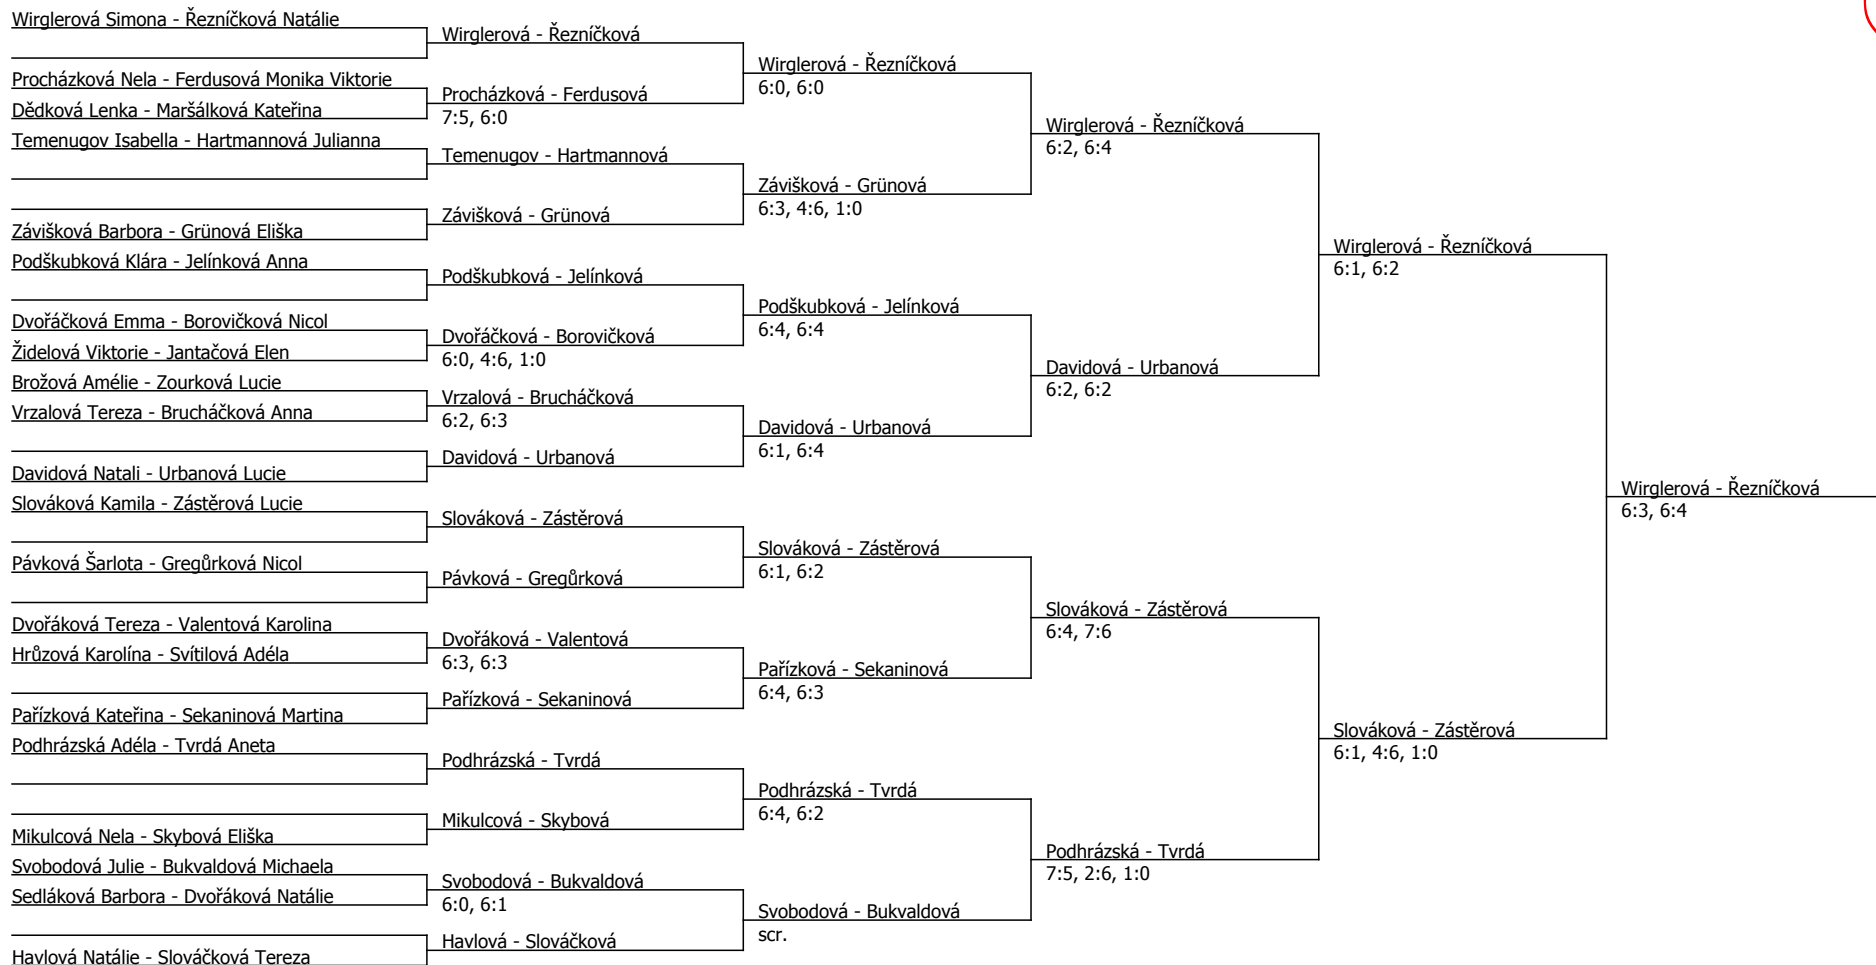 Wirglerová Simona - Řezníčková Natálie
Procházková Nela - Ferdusová Monika Viktorie
Dědková Lenka - Maršálková Kateřina
Temenugov Isabella - Hartmannová Julianna
Závišková Barbora - Grünová Eliška
Podškubková Klára - Jelínková Anna
Dvořáčková Emma - Borovičková Nicol
Židelová Viktorie - Jantačová Elen
Brožová Amélie - Zourková Lucie
Vrzalová Tereza - Brucháčková Anna
Davidová Natali - Urbanová Lucie
Slováková Kamila - Zástěrová Lucie
Pávková Šarlota - Gregůrková Nicol
Dvořáková Tereza - Valentová Karolina
Hrůzová Karolína - Svítilová Adéla
Pařízková Kateřina - Sekaninová Martina
Podhrázská Adéla - Tvrdá Aneta
Mikulcová Nela - Skybová Eliška
Svobodová Julie - Bukvaldová Michaela
Sedláková Barbora - Dvořáková Natálie
Havlová Natálie - Slováčková Tereza
Wirglerová - Řezníčková
Procházková - Ferdusová
7:5, 6:0
Temenugov - Hartmannová
Závišková - Grünová
Podškubková - Jelínková
Dvořáčková - Borovičková
6:0, 4:6, 1:0
Vrzalová - Brucháčková
6:2, 6:3
Davidová - Urbanová
Slováková - Zástěrová
Pávková - Gregůrková
Dvořáková - Valentová
6:3, 6:3
Pařízková - Sekaninová
Podhrázská - Tvrdá
Mikulcová - Skybová
Svobodová - Bukvaldová
6:0, 6:1
Havlová - Slováčková
Wirglerová - Řezníčková
6:0, 6:0
Závišková - Grünová
6:3, 4:6, 1:0
Podškubková - Jelínková
6:4, 6:4
Davidová - Urbanová
6:1, 6:4
Slováková - Zástěrová
6:1, 6:2
Pařízková - Sekaninová
6:4, 6:3
Podhrázská - Tvrdá
6:4, 6:2
Svobodová - Bukvaldová
scr.
Wirglerová - Řezníčková
6:2, 6:4
Davidová - Urbanová
6:2, 6:2
Slováková - Zástěrová
6:4, 7:6
Podhrázská - Tvrdá
7:5, 2:6, 1:0
Wirglerová - Řezníčková
6:1, 6:2
Slováková - Zástěrová
6:1, 4:6, 1:0
Wirglerová - Řezníčková
6:3, 6:4